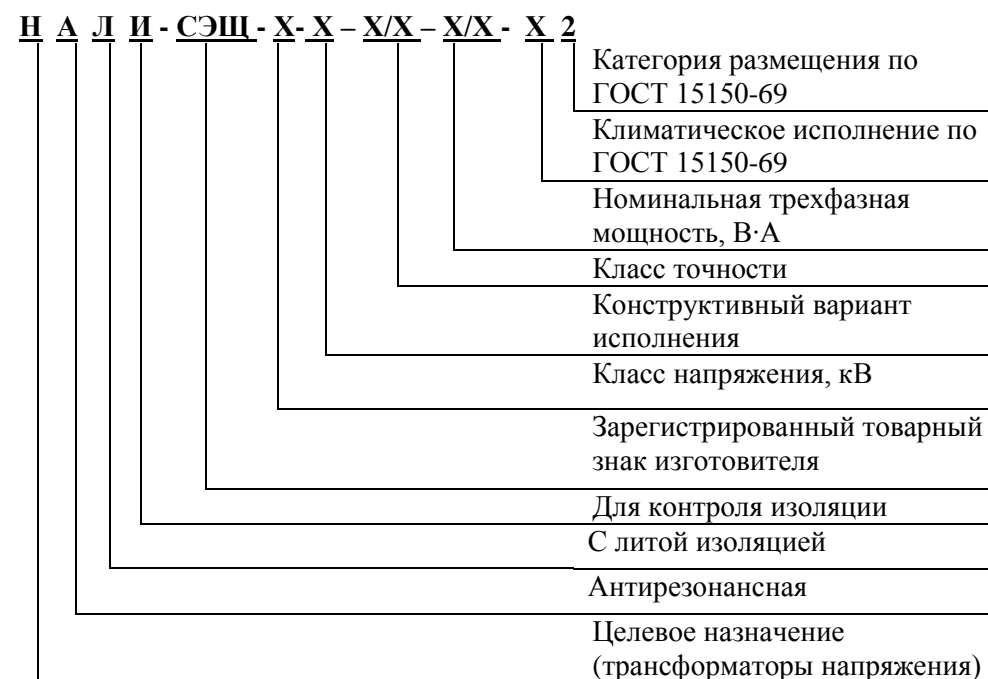 Н А Л И - СЭЩ - Х- Х – Х/Х – Х/Х - Х 2
Категория размещения по
ГОСТ 15150-69
Климатическое исполнение по
ГОСТ 15150-69
Номинальная трехфазная
мощность, В·А
Класс точности
Конструктивный вариант
исполнения
Класс напряжения, кВ
Зарегистрированный товарный
знак изготовителя
Для контроля изоляции
С литой изоляцией
Антирезонансная
Целевое назначение
(трансформаторы напряжения)